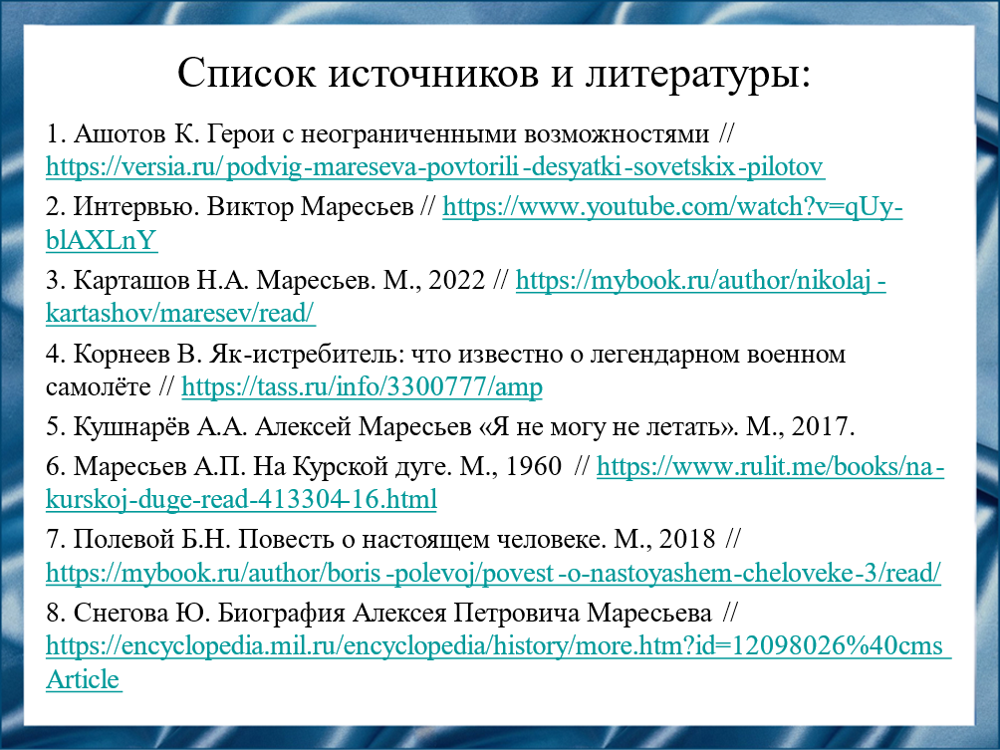 Список источников и литературы:
1. Ашотов К. Герои с неограниченными возможностями //
https://versia.ru/podvig-mareseva-povtorili-desyatki-sovetskix-pilotov
2. Интервью. Виктор Маресьев // https://www.youtube.com/watch?v=qUy-
blAXLnY
3. Карташов Н.А. Маресьев. М., 2022 // https://mybook.ru/author/nikolaj-
kartashov/maresev/read/
4. Корнеев В. Як-истребитель: что известно о легендарном военном
самолёте // https://tass.ru/info/3300777/amp
5. Кушнарёв А.А. Алексей Маресьев «Я не могу не летать». М., 2017.
6. Маресьев А.П. На Курской дуге. М., 1960 // https://www.rulit.me/books/na-
kurskoj-duge-read-413304-16.html
7. Полевой Б.Н. Повесть о настоящем человеке. М., 2018 //
https://mybook.ru/author/boris-polevoj/povest-o-nastoyashem-cheloveke-3/read/
8. Снегова Ю. Биография Алексея Петровича Маресьева //
https://encyclopedia.mil.ru/encyclopedia/history/more.htm?id=12098026%40cms
Article